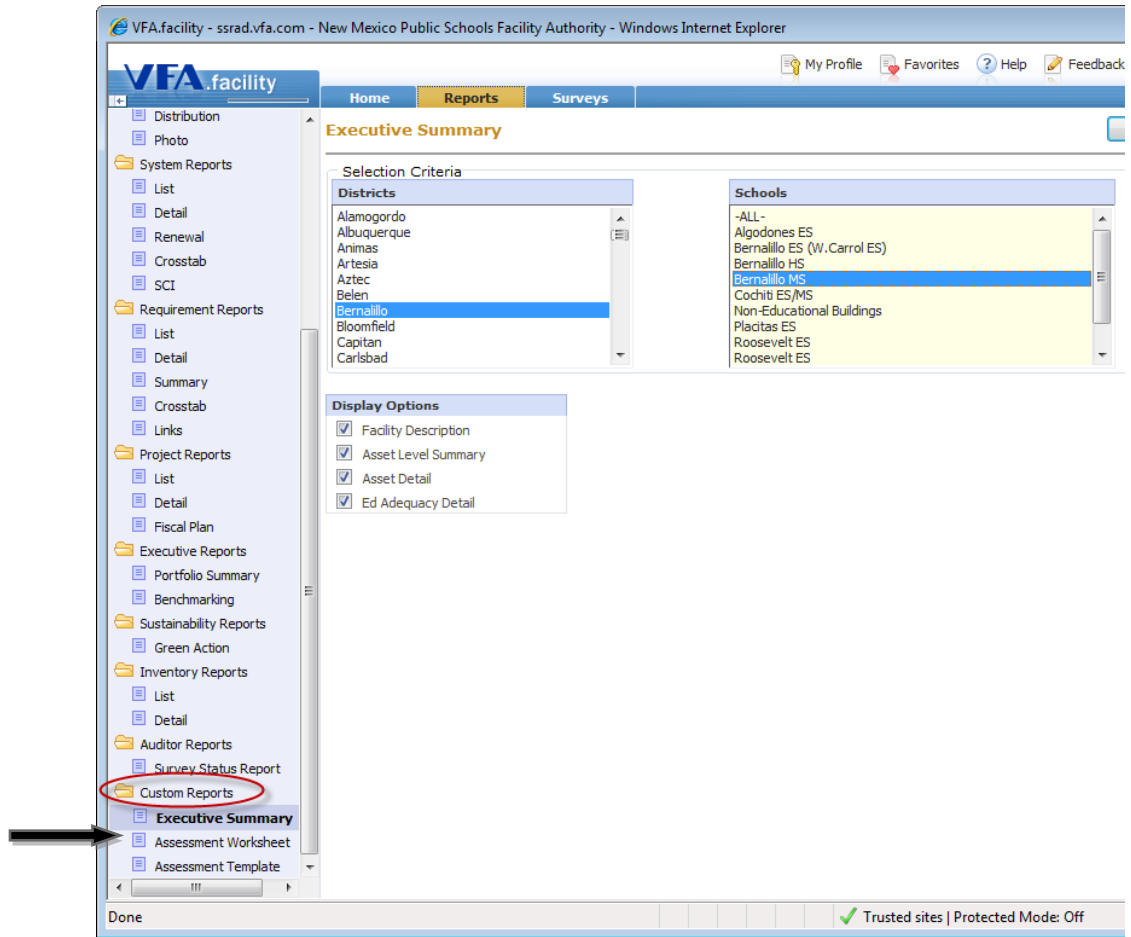 VFA.facility - ssrad.vfa.com - New Mexico Public Schools Facility Authority - Windows Internet Explorer
My Profile Favorites Help Feedback
VFA.facility
Home Reports Surveys
Distribution
Photo
System Reports
List
Detail
Renewal
Crosstab
SCI
Requirement Reports
List
Detail
Summary
Crosstab
Links
Project Reports
List
Detail
Fiscal Plan
Executive Reports
Portfolio Summary
Benchmarking
Sustainability Reports
Green Action
Inventory Reports
List
Detail
Auditor Reports
Survey Status Report
Custom Reports
Executive Summary
Assessment Worksheet
Assessment Template
Executive Summary
Selection Criteria
Districts
Alamogordo
Albuquerque
Animas
Artesia
Aztec
Belen
Bernalillo
Bloomfield
Capitan
Carlsbad
Schools
-ALL-
Algodones ES
Bernalillo ES (W.Carrol ES)
Bernalillo HS
Bernalillo MS
Cochiti ES/MS
Non-Educational Buildings
Placitas ES
Roosevelt ES
Roosevelt ES
Display Options
Facility Description
Asset Level Summary
Asset Detail
Ed Adequacy Detail
Done
Trusted sites | Protected Mode: Off